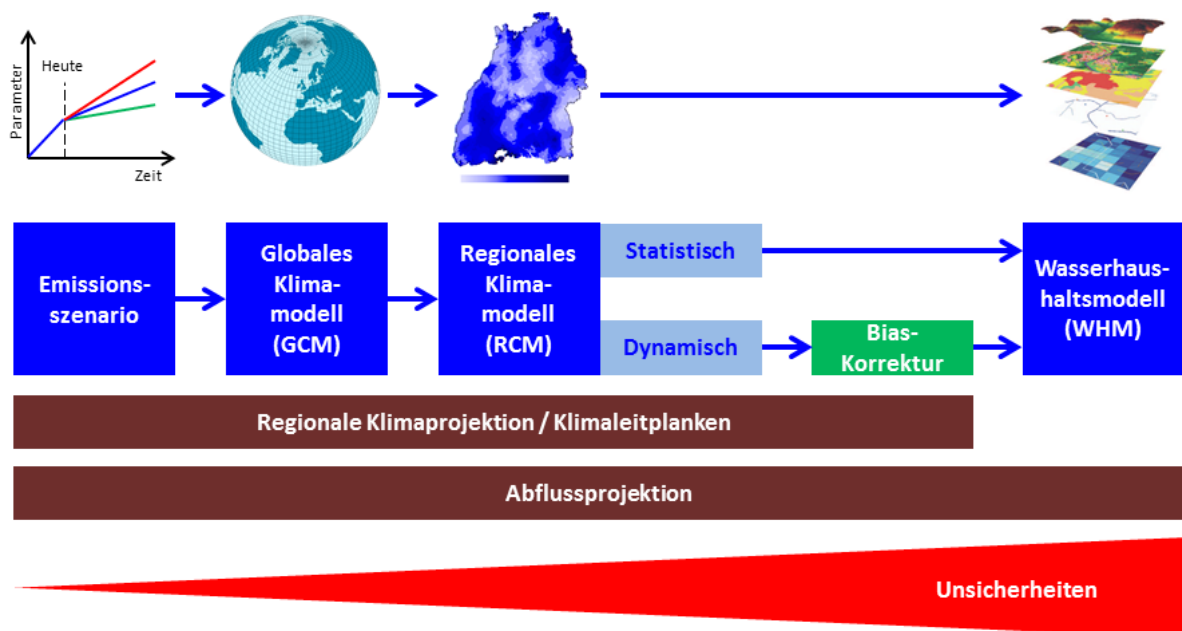 Parameter
Heute
Zeit
Emissions-
szenario
Globales
Klima-
modell
(GCM)
Regionales
Klima-
modell
(RCM)
Statistisch
Dynamisch
Bias-
Korrektur
Wasserhaus-
haltsmodell
(WHM)
Regionale Klimaprojektion / Klimaleitplanken
Abflussprojektion
Unsicherheiten